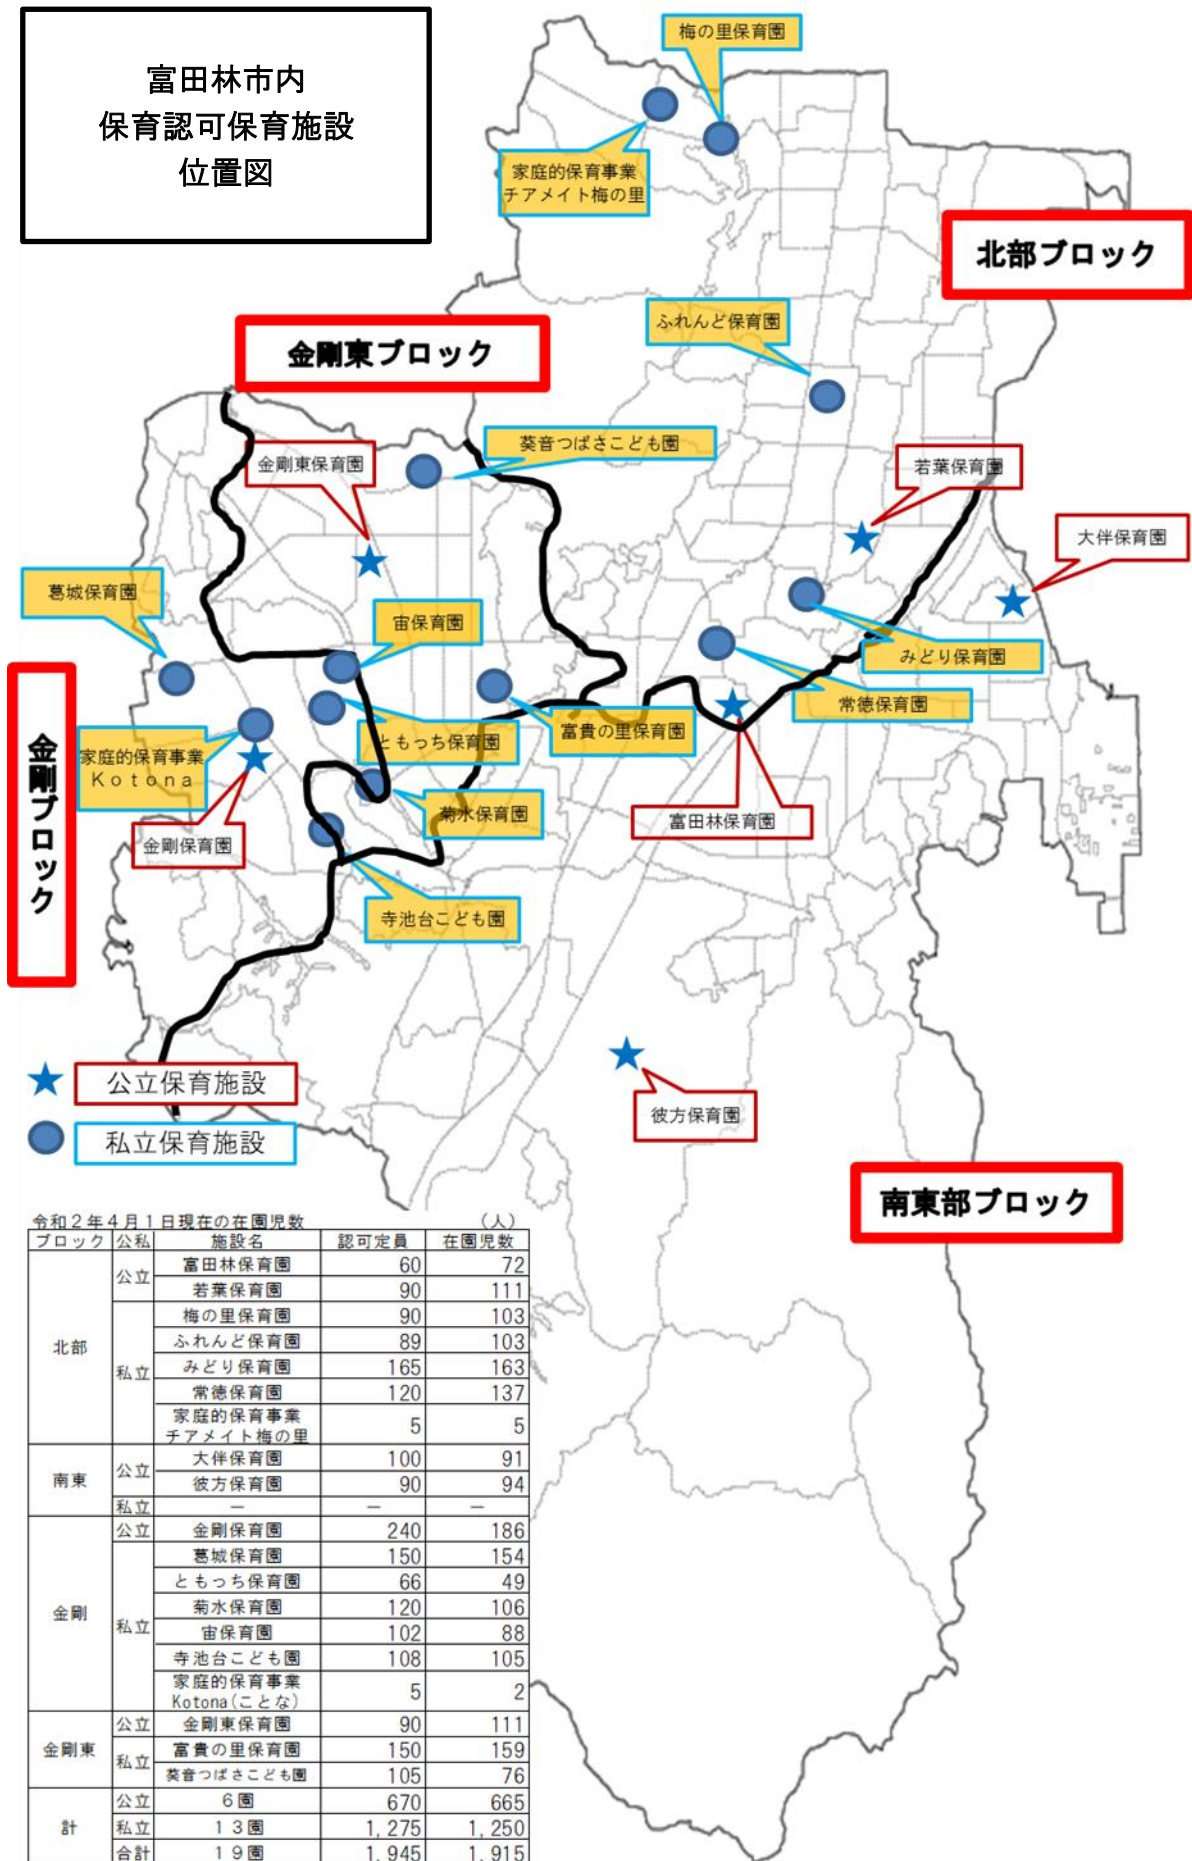 富田林市内
保育認可保育施設
位置図
梅の里保育園
家庭的保育事業
チアメイト梅の里
北部ブロック
ふれんど保育園
金剛東ブロック
葵音つばさこども園
金剛東保育園
若葉保育園
大伴保育園
葛城保育園
宙保育園
みどり保育園
常徳保育園
富貴の里保育園
ともっち保育園
家庭的保育事業
Kotona
金剛ブロック
菊水保育園
富田林保育園
金剛保育園
寺池台こども園
公立保育施設
彼方保育園
私立保育施設
南東部ブロック
令和2年4月1日現在の在園児数 (人)
ブロック 公私 施設名 認可定員 在園児数
北部 公立 富田林保育園 60 72
若葉保育園 90 111
私立 梅の里保育園 90 103
ふれんど保育園 89 103
みどり保育園 165 163
常徳保育園 120 137
家庭的保育事業
チアメイト梅の里 5 5
南東 公立 大伴保育園 100 91
彼方保育園 90 94
私立 － － －
金剛 公立 金剛保育園 240 186
私立 葛城保育園 150 154
ともっち保育園 66 49
菊水保育園 120 106
宙保育園 102 88
寺池台こども園 108 105
家庭的保育事業
Kotona(ことな) 5 2
金剛東 公立 金剛東保育園 90 111
私立 富貴の里保育園 150 159
葵音つばさこども園 105 76
計 公立 6園 670 665
私立 13園 1,275 1,250
合計 19園 1,945 1,915